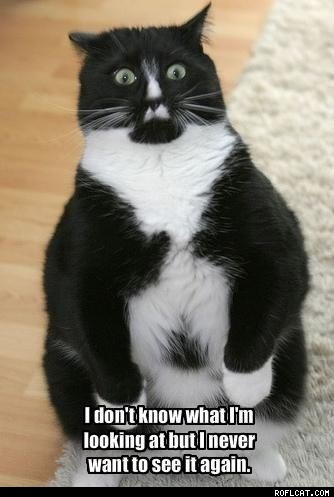 I don't know what I'm
looking at but I never
want to see it again.
ROFLCAT.COM